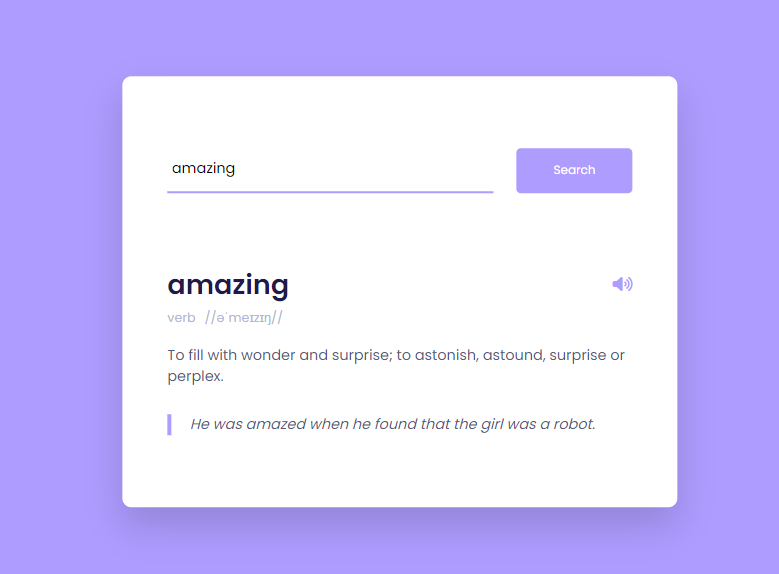 amazing
Search
amazing
verb //əˈmeɪzɪŋ//
To fill with wonder and surprise; to astonish, astound, surprise or
perplex.
He was amazed when he found that the girl was a robot.